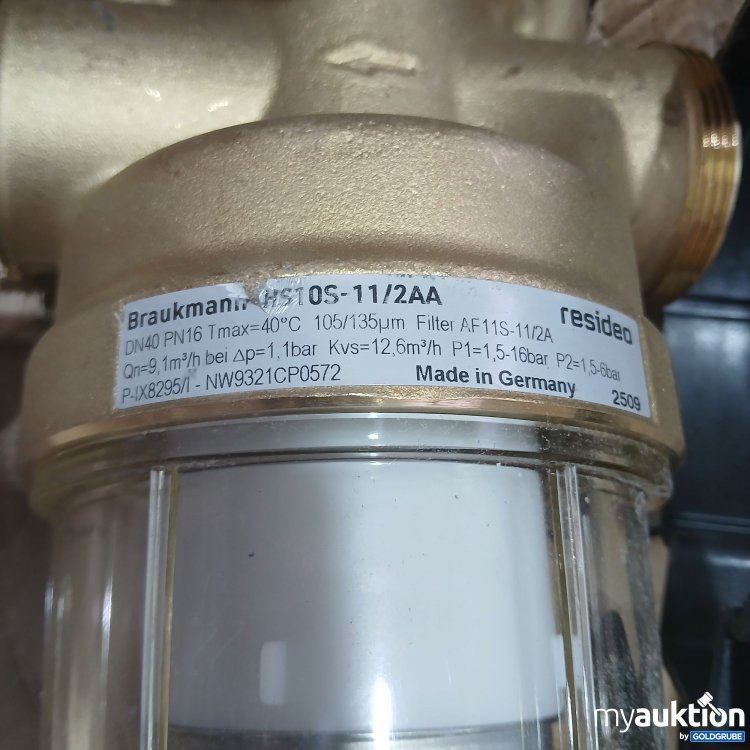 Braukmann HS10S-11/2AA
resideo
DN40 PN16 Tmax=40°C 105/135µm Filter AF11S-11/2A
Qn=9,1m³/h bei Δp=1,1bar Kvs=12,6m³/h P1=1,5-16bar P2=1,5-6bar
P-IX8295/I - NW9321CP0572 Made in Germany 2509
myauktion
by GOLDGRUBE